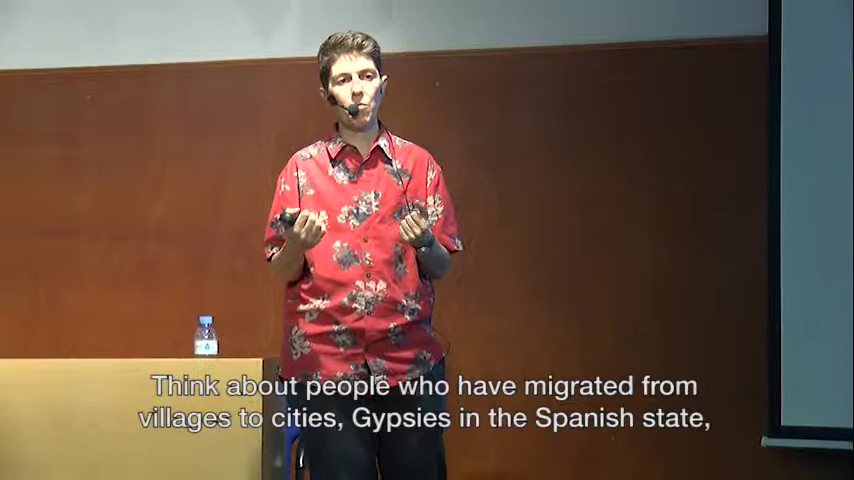 Think about people who have migrated from
villages to cities, Gypsies in the Spanish state,